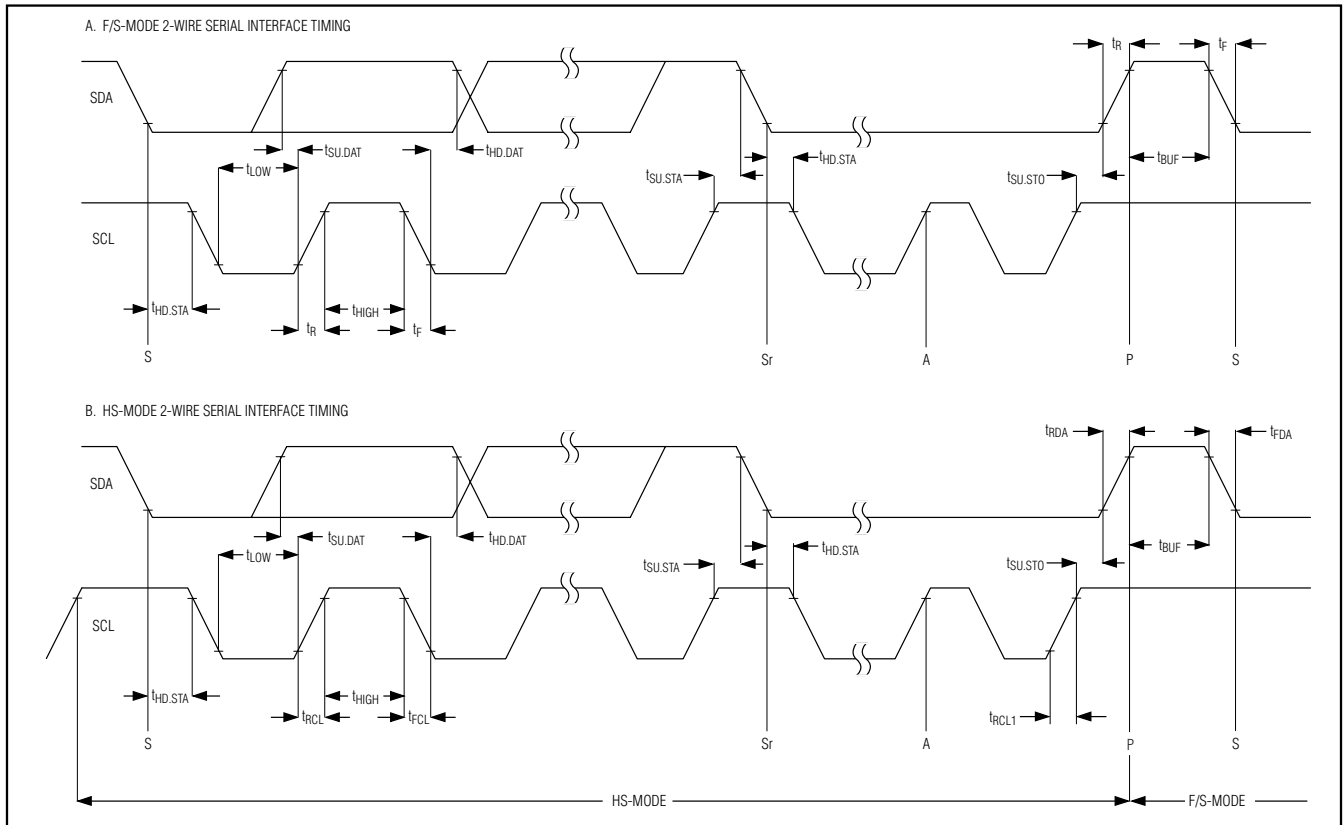 A. F/S-MODE 2-WIRE SERIAL INTERFACE TIMING
tR
tF
SDA
tSU.DAT
tHD.DAT
tHD.STA
tBUF
tLOW
tSU.STA
tSU.STO
SCL
tHD.STA
tHIGH
tR
tF
S
Sr
A
P
S
B. HS-MODE 2-WIRE SERIAL INTERFACE TIMING
tRDA
tFDA
SDA
tSU.DAT
tHD.DAT
tHD.STA
tBUF
tLOW
tSU.STA
tSU.STO
SCL
tHD.STA
tHIGH
tRCL
tFCL
tRCL1
S
Sr
A
P
S
HS-MODE
F/S-MODE